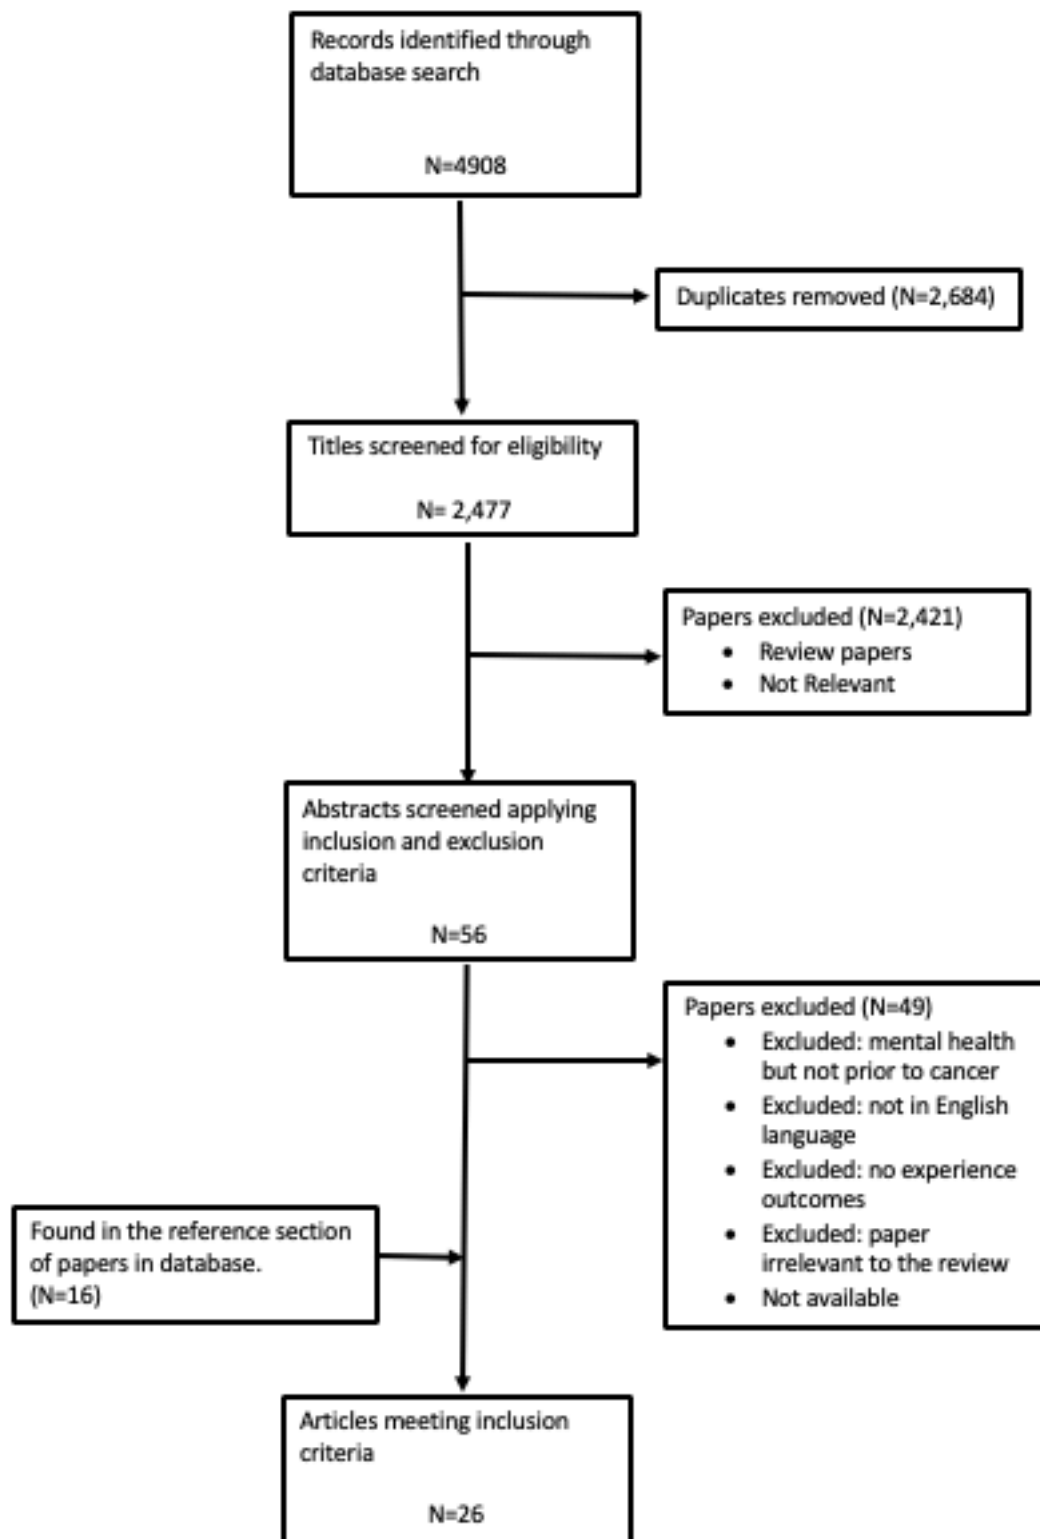 Records identified through
database search
N=4908
Duplicates removed (N=2,684)
Titles screened for eligibility
N= 2,477
Papers excluded (N=2,421)
• Review papers
• Not Relevant
Abstracts screened applying
inclusion and exclusion
criteria
N=56
Papers excluded (N=49)
• Excluded: mental health
but not prior to cancer
• Excluded: not in English
language
• Excluded: no experience
outcomes
• Excluded: paper
irrelevant to the review
• Not available
Found in the reference section
of papers in database.
(N=16)
Articles meeting inclusion
criteria
N=26